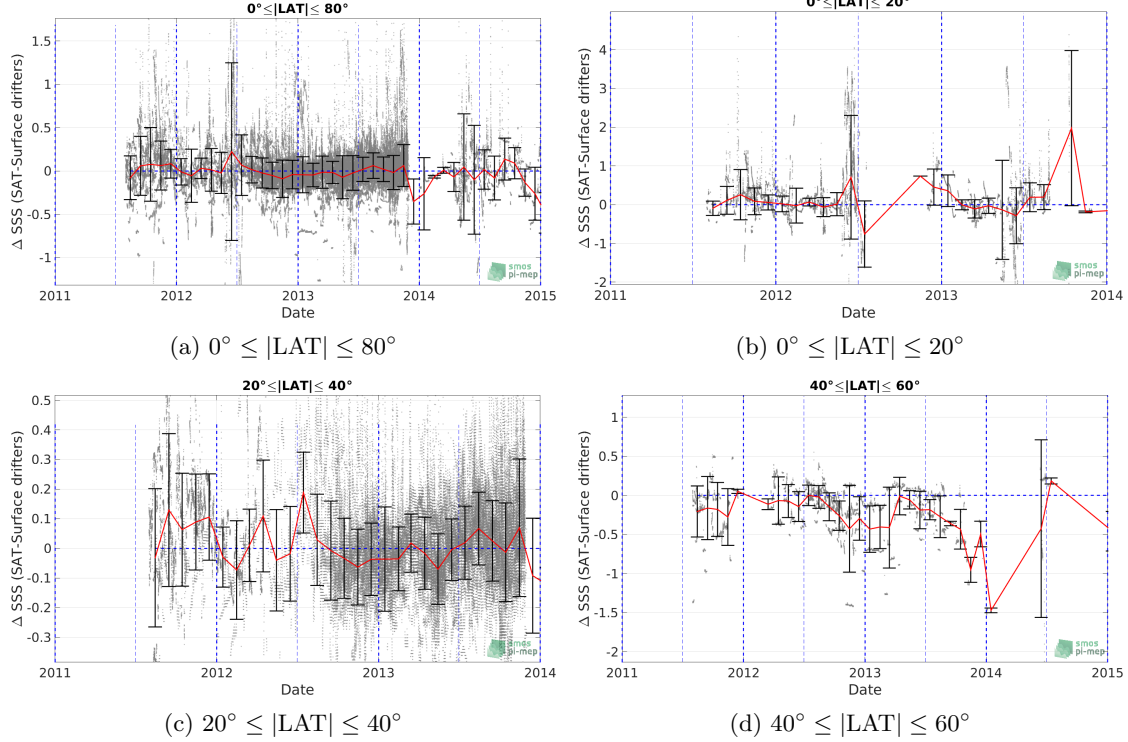 0°≤|LAT|≤ 80°
Δ SSS (SAT-Surface drifters)
1.5
1
0.5
0
-0.5
-1
2011
2012
2013
2014
2015
Date
smos
pi-mep
(a) 0° ≤ |LAT| ≤ 80°
0°≤|LAT|≤ 20°
Δ SSS (SAT-Surface drifters)
4
3
2
1
0
-1
-2
2011
2012
2013
2014
Date
smos
pi-mep
(b) 0° ≤ |LAT| ≤ 20°
20°≤|LAT|≤ 40°
Δ SSS (SAT-Surface drifters)
0.5
0.4
0.3
0.2
0.1
0
-0.1
-0.2
-0.3
2011
2012
2013
2014
Date
smos
pi-mep
(c) 20° ≤ |LAT| ≤ 40°
40°≤|LAT|≤ 60°
Δ SSS (SAT-Surface drifters)
1
0.5
0
-0.5
-1
-1.5
-2
2011
2012
2013
2014
2015
Date
smos
pi-mep
(d) 40° ≤ |LAT| ≤ 60°